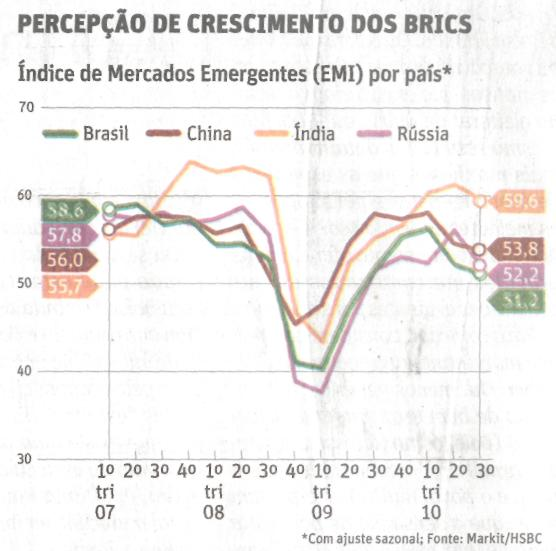 PERCEPÇÃO DE CRESCIMENTO DOS BRICS
Índice de Mercados Emergentes (EMI) por país*
70
Brasil China Índia Rússia
60
58,6
57,8
56,0
55,7
59,6
53,8
52,2
51,2
50
40
30
1o 2o 3o 4o 1o 2o 3o 4o 1o 2o 3o 4o 1o 2o 3o
tri tri tri tri
07 08 09 10
*Com ajuste sazonal; Fonte: Markit/HSBC